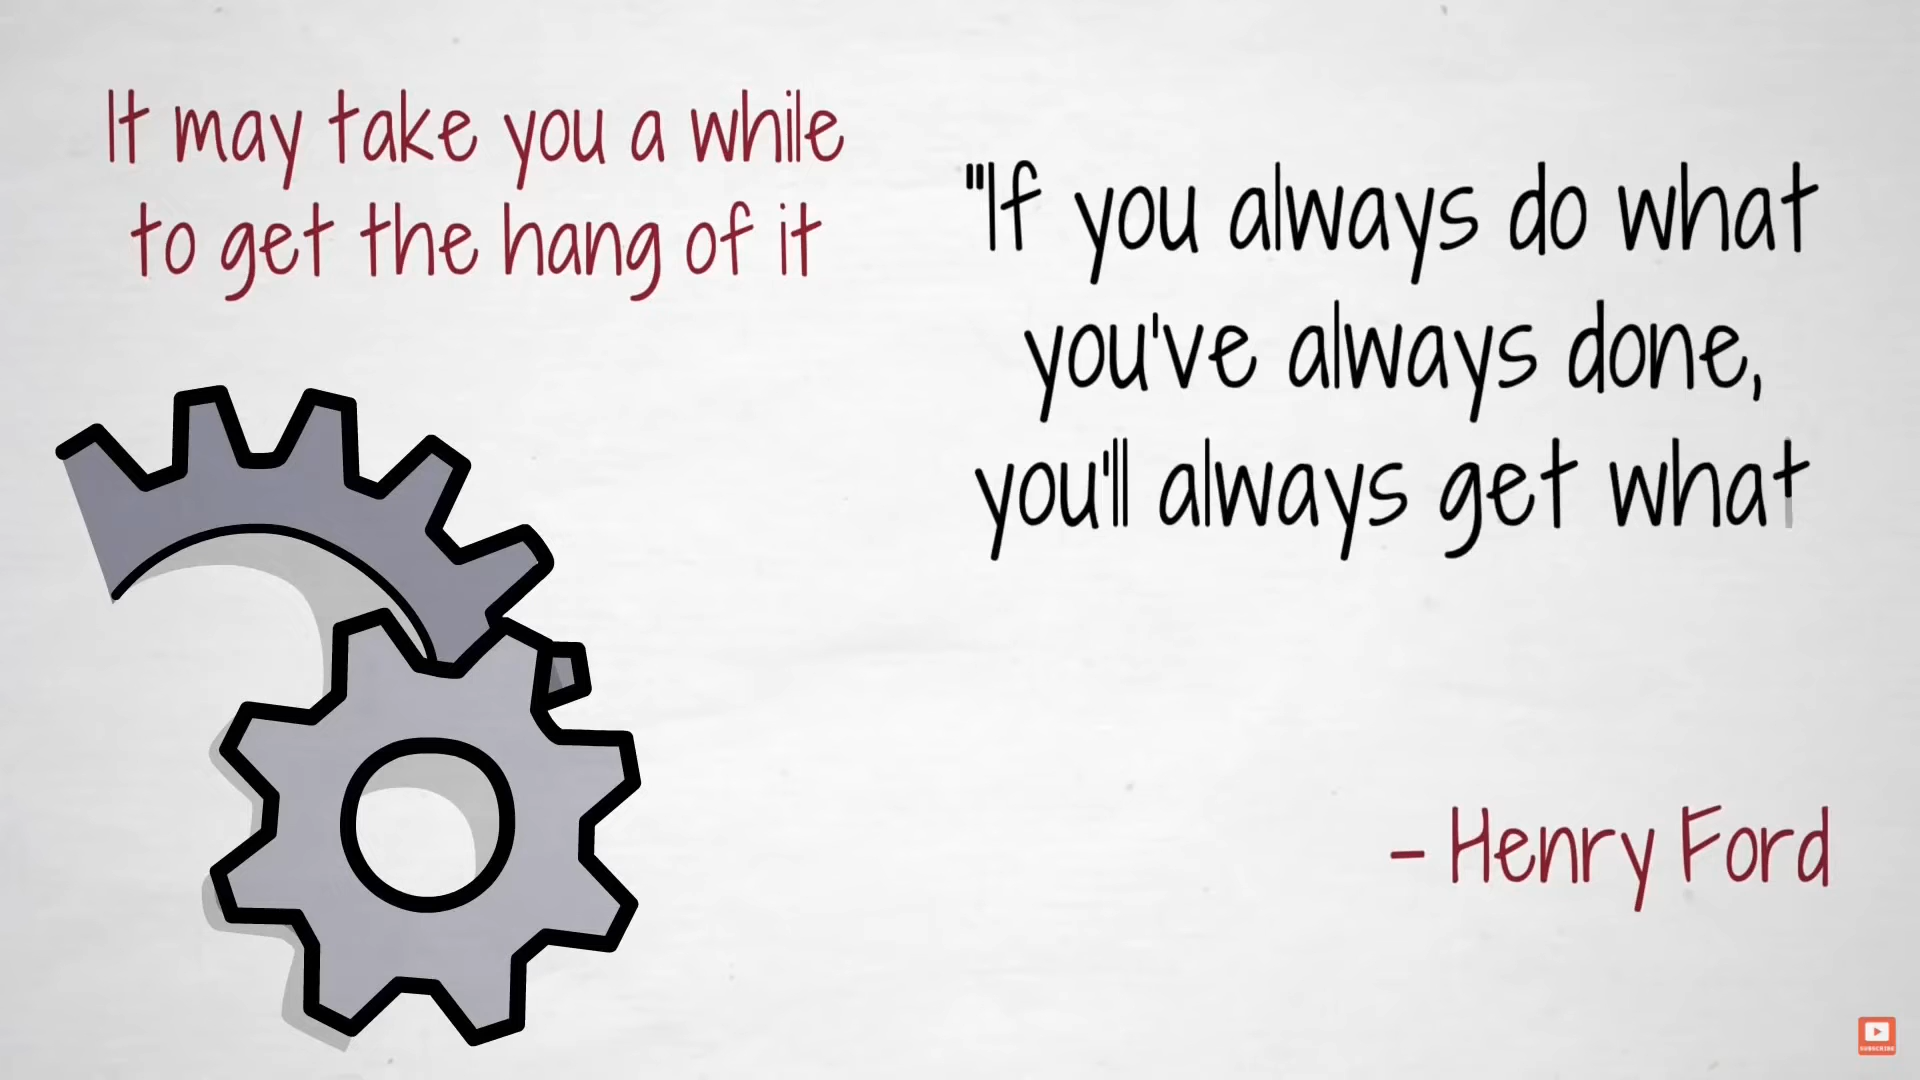 It may take you a while
to get the hang of it
"If you always do what
you've always done,
you'll always get what
- Henry Ford
SUBSCRIBE